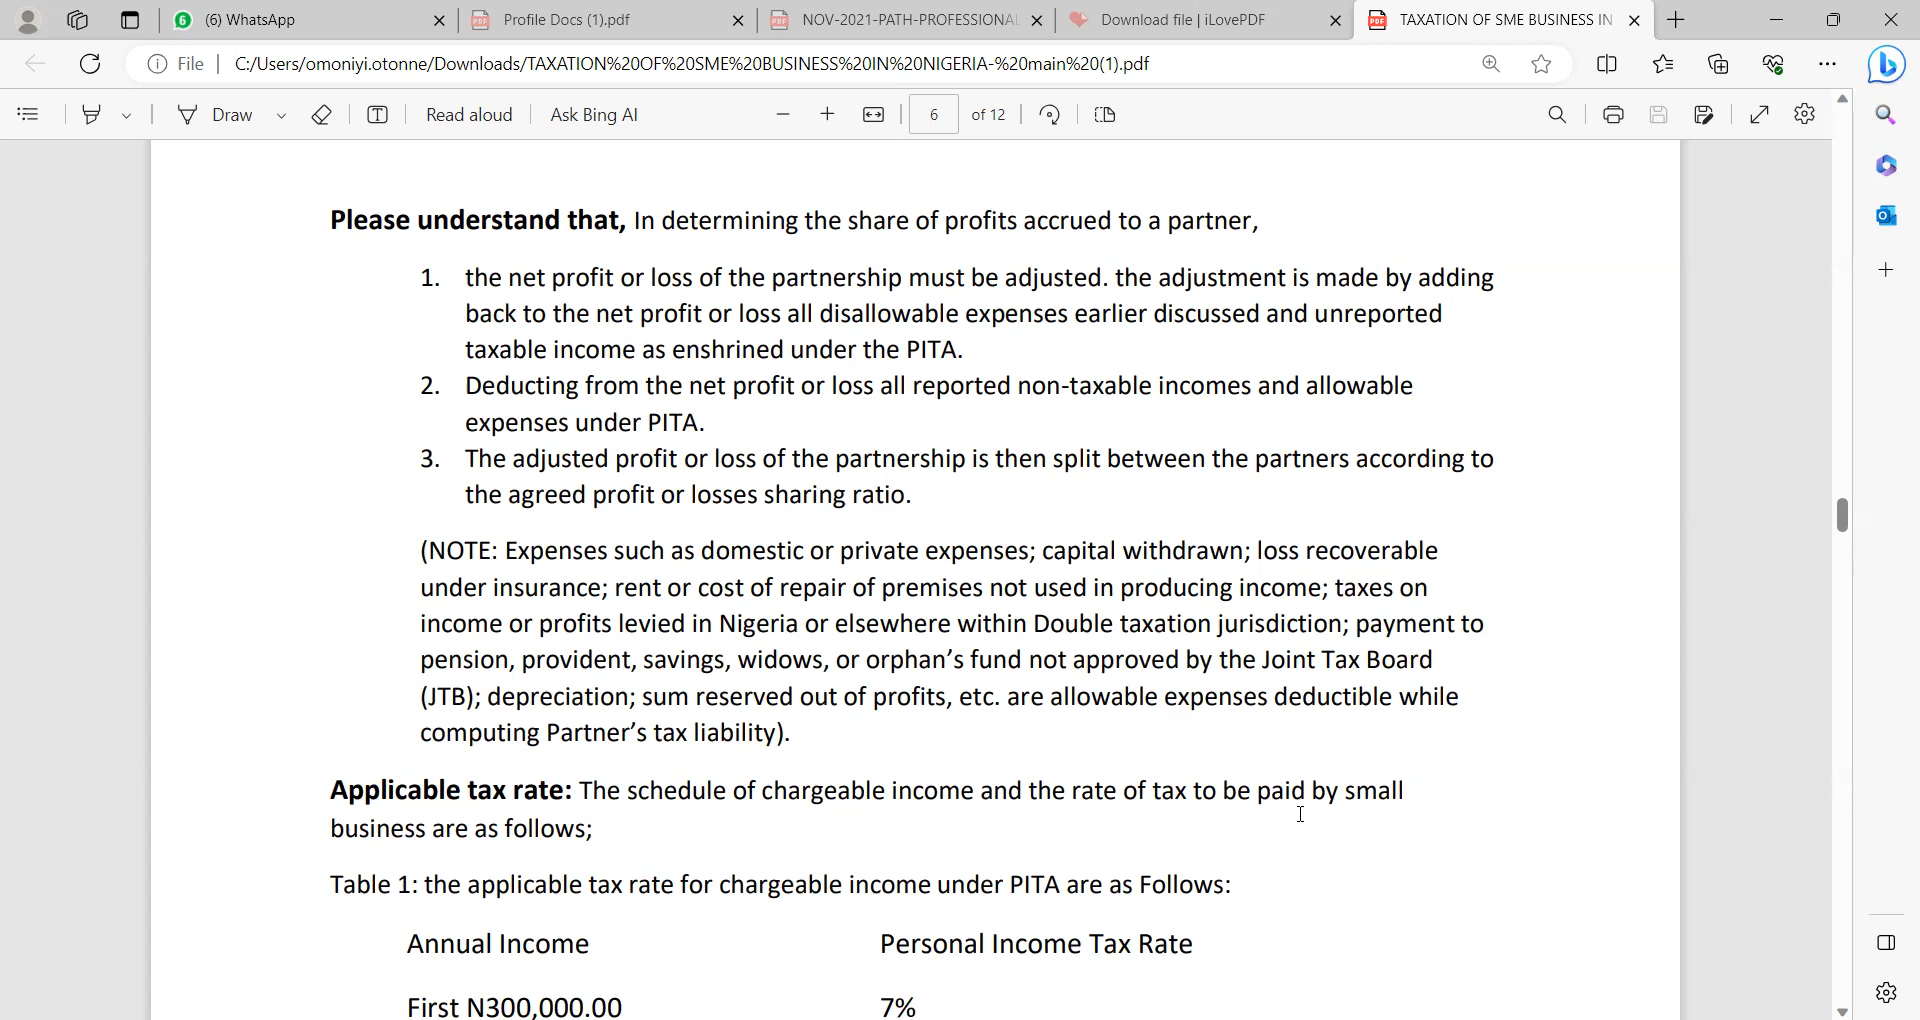 (6) WhatsApp
Profile Docs (1).pdf
NOV-2021-PATH-PROFESSIONAL
Download file | iLovePDF
TAXATION OF SME BUSINESS IN
File
C:/Users/omoniyi.otonne/Downloads/TAXATION%20OF%20SME%20BUSINESS%20IN%20NIGERIA-%20main%20(1).pdf
Draw
Read aloud
Ask Bing AI
6 of 12
Please understand that, In determining the share of profits accrued to a partner,
1. the net profit or loss of the partnership must be adjusted. the adjustment is made by adding
back to the net profit or loss all disallowable expenses earlier discussed and unreported
taxable income as enshrined under the PITA.
2. Deducting from the net profit or loss all reported non-taxable incomes and allowable
expenses under PITA.
3. The adjusted profit or loss of the partnership is then split between the partners according to
the agreed profit or losses sharing ratio.
(NOTE: Expenses such as domestic or private expenses; capital withdrawn; loss recoverable
under insurance; rent or cost of repair of premises not used in producing income; taxes on
income or profits levied in Nigeria or elsewhere within Double taxation jurisdiction; payment to
pension, provident, savings, widows, or orphan’s fund not approved by the Joint Tax Board
(JTB); depreciation; sum reserved out of profits, etc. are allowable expenses deductible while
computing Partner’s tax liability).
Applicable tax rate: The schedule of chargeable income and the rate of tax to be paid by small
business are as follows;
Table 1: the applicable tax rate for chargeable income under PITA are as Follows:
Annual Income Personal Income Tax Rate
First N300,000.00 7%